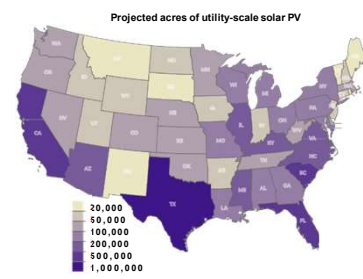 Projected acres of utility-scale solar PV
WA
OR
ID
MN
WI
MI
NY
NV
UT
CO
CA
NE
KS
MO
IL
IN
OH
PA
WV
VA
KY
NC
TN
SC
AZ
OK
TX
LA
MS
AL
GA
FL
20,000
50,000
100,000
200,000
500,000
1,000,000